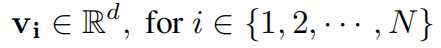 v_i ∈ ℝ^d, for i ∈ {1, 2, ⋯ , N}